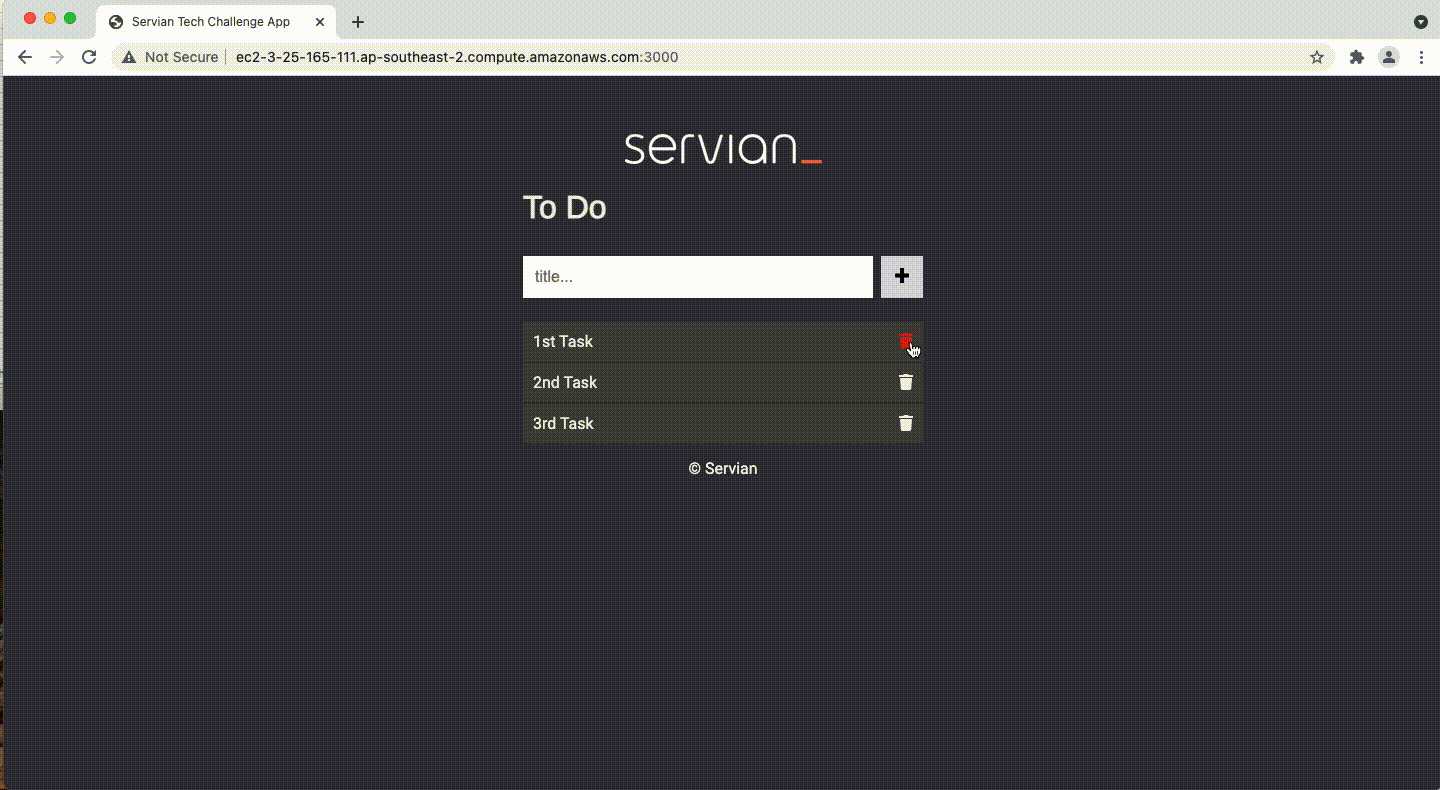 Servian Tech Challenge App
Not Secure
ec2-3-25-165-111.ap-southeast-2.compute.amazonaws.com:3000
servian_
To Do
title...
1st Task
2nd Task
3rd Task
© Servian